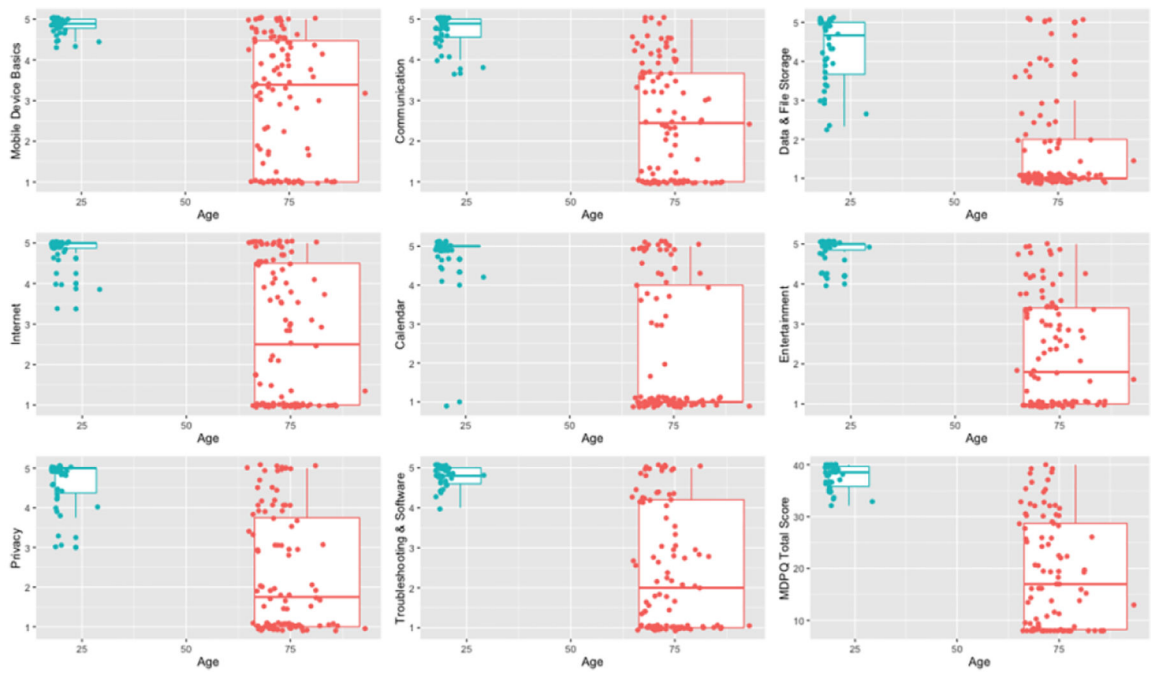 Mobile Device Basics
5
4
3
2
1
25 50 75
Age
Communication
5
4
3
2
1
25 50 75
Age
Data & File Storage
5
4
3
2
1
25 50 75
Age
Internet
5
4
3
2
1
25 50 75
Age
Calendar
5
4
3
2
1
25 50 75
Age
Entertainment
5
4
3
2
1
25 50 75
Age
Privacy
5
4
3
2
1
25 50 75
Age
Troubleshooting & Software
5
4
3
2
1
25 50 75
Age
MDPQ Total Score
40
30
20
10
25 50 75
Age